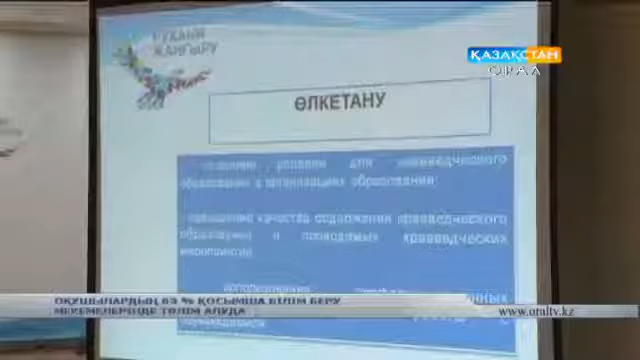 РУХАНИ
ЖАҢҒЫРУ
ҚАЗАҚСТАН
ОРАЛ
ӨЛКЕТАНУ
создание условий для краеведческого
образования в организациях образования;
повышение качества содержания краеведческого
образования и проводимых краеведческих
мероприятий
ОҚУШЫЛАРДЫҢ 63 % ҚОСЫМША БІЛІМ БЕРУ
МЕКЕМЕЛЕРІНДЕ ТӘЛІМ АЛУДА
www.oraltv.kz